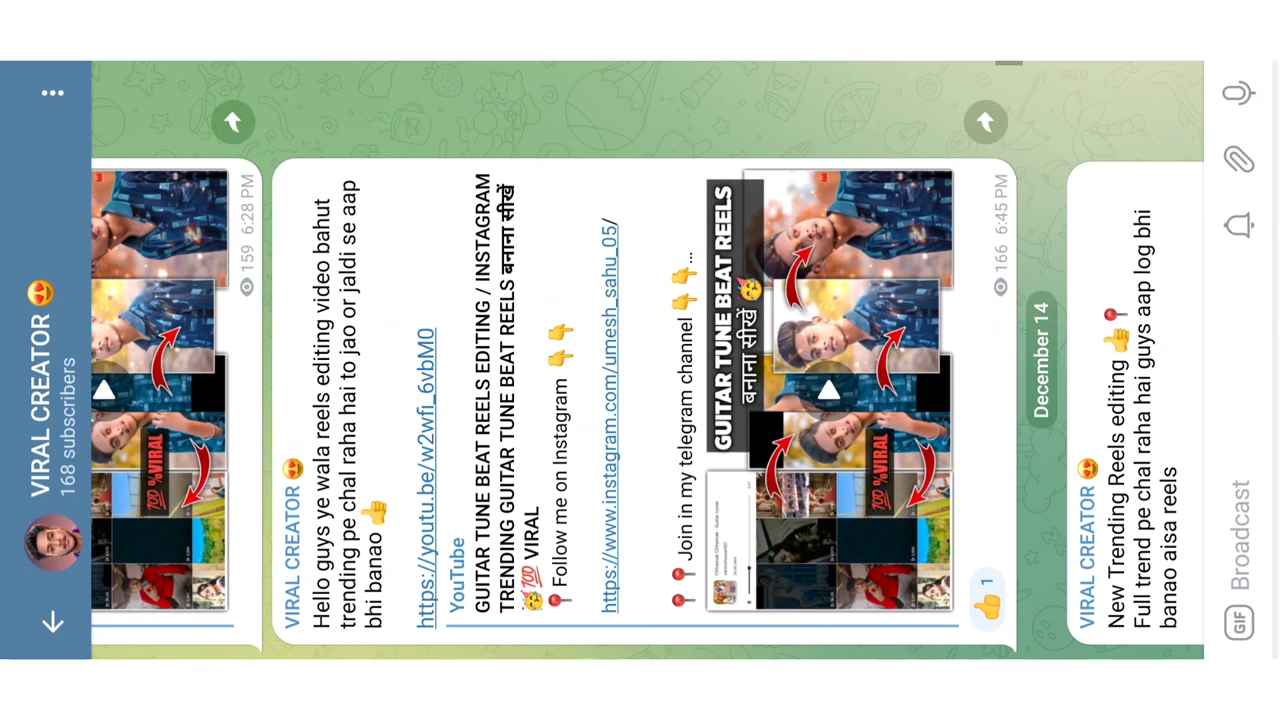 VIRAL CREATOR 😍
168 subscribers
159 6:28 PM
100 %VIRAL
VIRAL CREATOR 😍
Hello guys ye wala reels editing video bahut
trending pe chal raha hai to jao or jaldi se aap
bhi banao 👍
https://youtu.be/w2wfi_6vbM0
YouTube
GUITAR TUNE BEAT REELS EDITING / INSTAGRAM
TRENDING GUITAR TUNE BEAT REELS बनाना सीखें
🥳💯 VIRAL
📍 Follow me on Instagram 👇 👇
https://www.instagram.com/umesh_sahu_05/
📍 📍 Join in my telegram channel 👇 👇...
GUITAR TUNE BEAT REELS
बनाना सीखें 🥳
100 %VIRAL
👍 1
166 6:45 PM
December 14
VIRAL CREATOR 😍
New Trending Reels editing 👍📍
Full trend pe chal raha hai guys aap log bhi
banao aisa reels
GIF
Broadcast